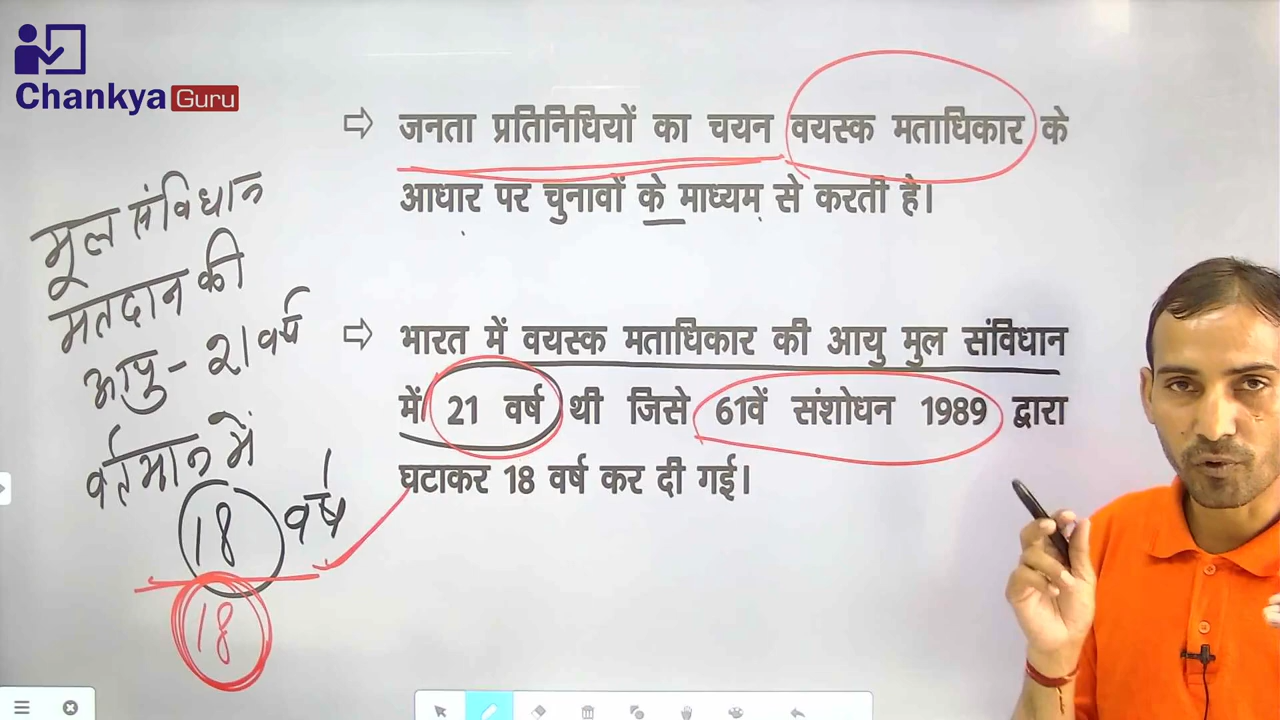 Chankya Guru
⇨ जनता प्रतिनिधियों का चयन वयस्क मताधिकार के
आधार पर चुनावों के माध्यम से करती है।
⇨ भारत में वयस्क मताधिकार की आयु मुल संविधान
में 21 वर्ष थी जिसे 61वें संशोधन 1989 द्वारा
घटाकर 18 वर्ष कर दी गई।
मूल संविधान
मतदान की
आयु - 21 वर्ष
वर्तमान में
18 वर्ष
18